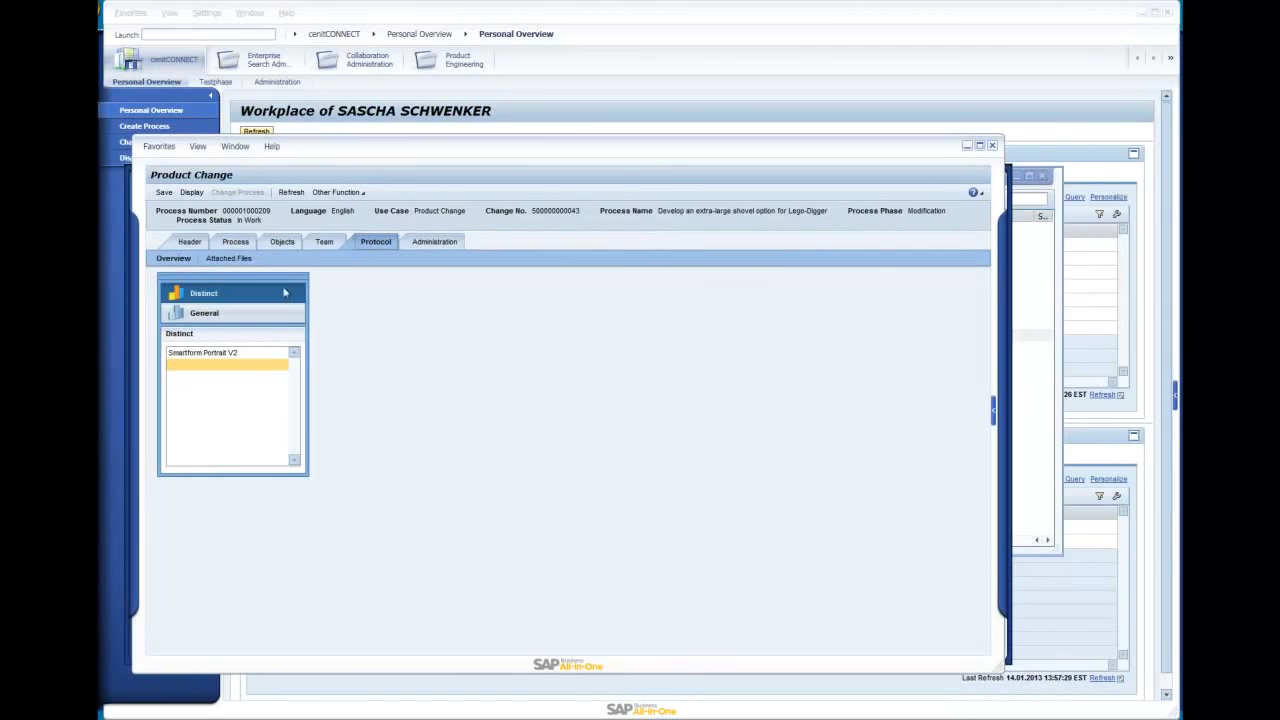 Favorites View Settings Window Help
Launch: cenitCONNECT Personal Overview Personal Overview
cenitCONNECT Enterprise Search Adm... Collaboration Administration Product Engineering
Personal Overview Testphase Administration
Personal Overview
Create Process
Workplace of SASCHA SCHWENKER
Refresh
Favorites View Window Help
Product Change
Save Display Change Process Refresh Other Function
Process Number 000001000209 Language English Use Case Product Change Change No. 500000000043 Process Name Develop an extra-large shovel option for Lego-Digger Process Phase Modification
Process Status In Work
Header Process Objects Team Protocol Administration
Overview Attached Files
Distinct
General
Distinct
Smartform Portrait V2
SAP Business All-in-One
S...
Query Personalize
26 EST Refresh
Query Personalize
Last Refresh 14.01.2013 13:57:29 EST Refresh
SAP Business All-in-One